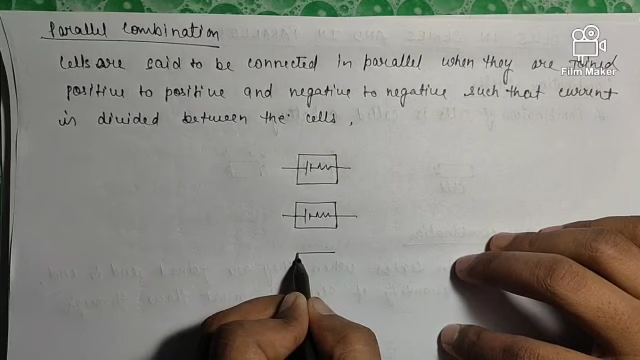 Parallel Combination
Cells are said to be connected in parallel when they are joined
positive to positive and negative to negative such that current
is divided between the cells.
Film Maker